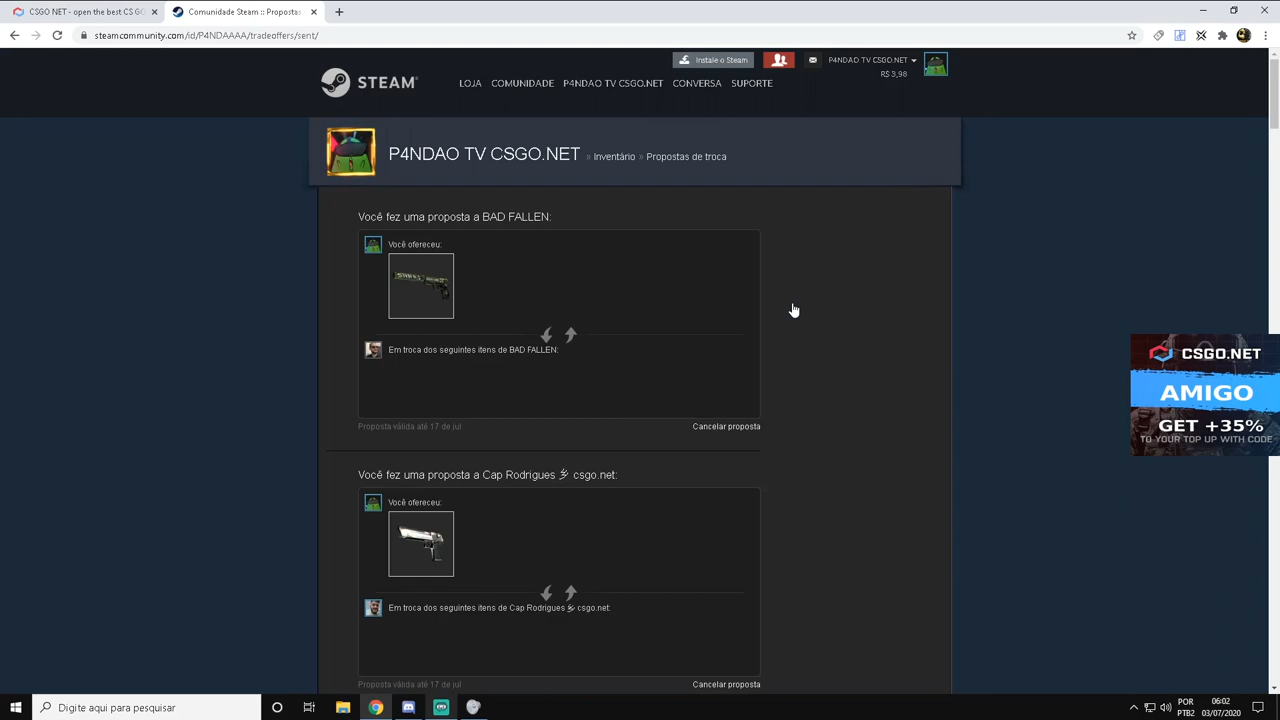 CSGO NET - open the best CS GO
Comunidade Steam :: Propostas
steamcommunity.com/id/P4NDAAAA/tradeoffers/sent/
Instale o Steam
P4NDAO TV CSGO.NET
R$ 3,98
STEAM
LOJA COMUNIDADE P4NDAO TV CSGO.NET CONVERSA SUPORTE
P4NDAO TV CSGO.NET » Inventário » Propostas de troca
Você fez uma proposta a BAD FALLEN:
Você ofereceu:
Em troca dos seguintes itens de BAD FALLEN:
Proposta válida até 17 de jul
Cancelar proposta
CSGO.NET
AMIGO
GET +35%
TO YOUR TOP UP WITH CODE
Você fez uma proposta a Cap Rodrigues 彡 csgo.net:
Você ofereceu:
Em troca dos seguintes itens de Cap Rodrigues 彡 csgo.net:
Proposta válida até 17 de jul
Cancelar proposta
Digite aqui para pesquisar
POR
PTB2
06:02
03/07/2020